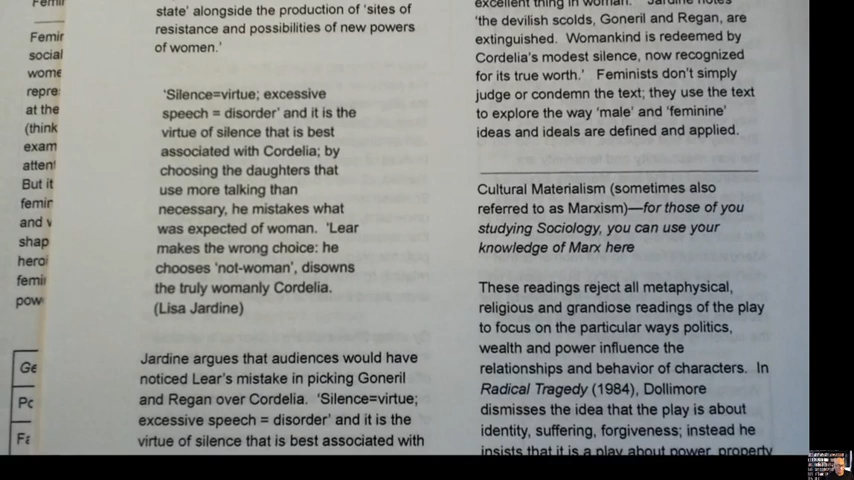 Femi
Femir
social
wome
repre
at the
(think
exam
attent
But it
femir
and v
shap
heroi
femi
pow
Ge
Po
Fa
state' alongside the production of 'sites of
resistance and possibilities of new powers
of women.'
'Silence=virtue; excessive
speech = disorder' and it is the
virtue of silence that is best
associated with Cordelia; by
choosing the daughters that
use more talking than
necessary, he mistakes what
was expected of woman. 'Lear
makes the wrong choice: he
chooses 'not-woman', disowns
the truly womanly Cordelia.
(Lisa Jardine)
Jardine argues that audiences would have
noticed Lear's mistake in picking Goneril
and Regan over Cordelia. 'Silence=virtue;
excessive speech = disorder' and it is the
virtue of silence that is best associated with
excellent thing in woman.' Jardine notes
'the devilish scolds, Goneril and Regan, are
extinguished. Womankind is redeemed by
Cordelia's modest silence, now recognized
for its true worth.' Feminists don't simply
judge or condemn the text; they use the text
to explore the way 'male' and 'feminine'
ideas and ideals are defined and applied.
Cultural Materialism (sometimes also
referred to as Marxism)—for those of you
studying Sociology, you can use your
knowledge of Marx here
These readings reject all metaphysical,
religious and grandiose readings of the play
to focus on the particular ways politics,
wealth and power influence the
relationships and behavior of characters. In
Radical Tragedy (1984), Dollimore
dismisses the idea that the play is about
identity, suffering, forgiveness; instead he
insists that it is a play about power, property